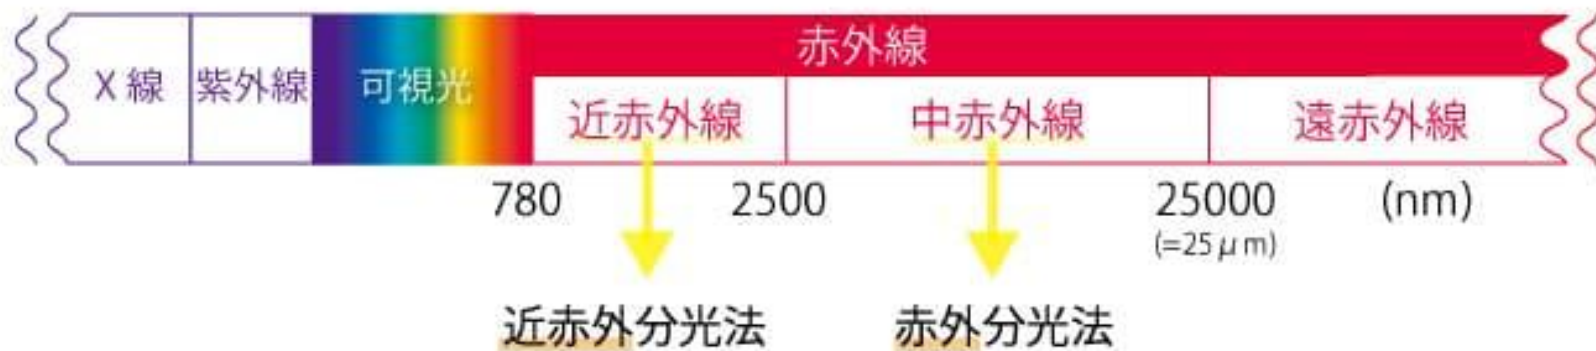 赤外線
X 線 紫外線 可視光
近赤外線 中赤外線 遠赤外線
780 2500 25000 (nm)
(=25 μm)
近赤外分光法 赤外分光法